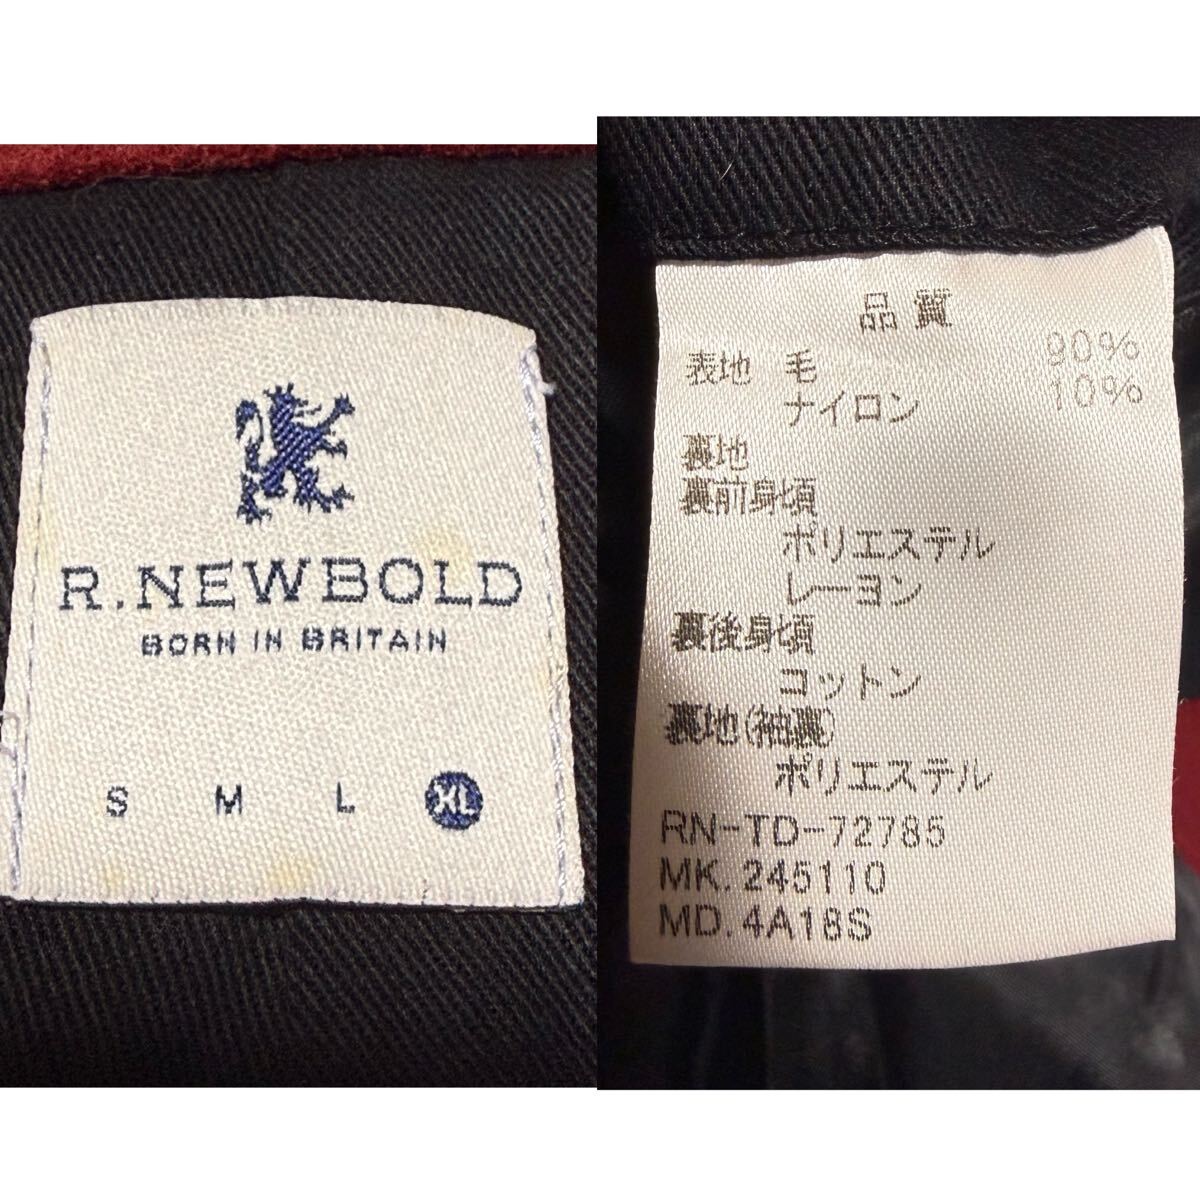 R.NEWBOLD
BORN IN BRITAIN
S M L XL
品質
表地 毛 90%
ナイロン 10%
裏地
裏前身頃
ポリエステル
レーヨン
裏後身頃
コットン
裏地(袖裏)
ポリエステル
RN-TD-72785
MK.245110
MD.4A18S